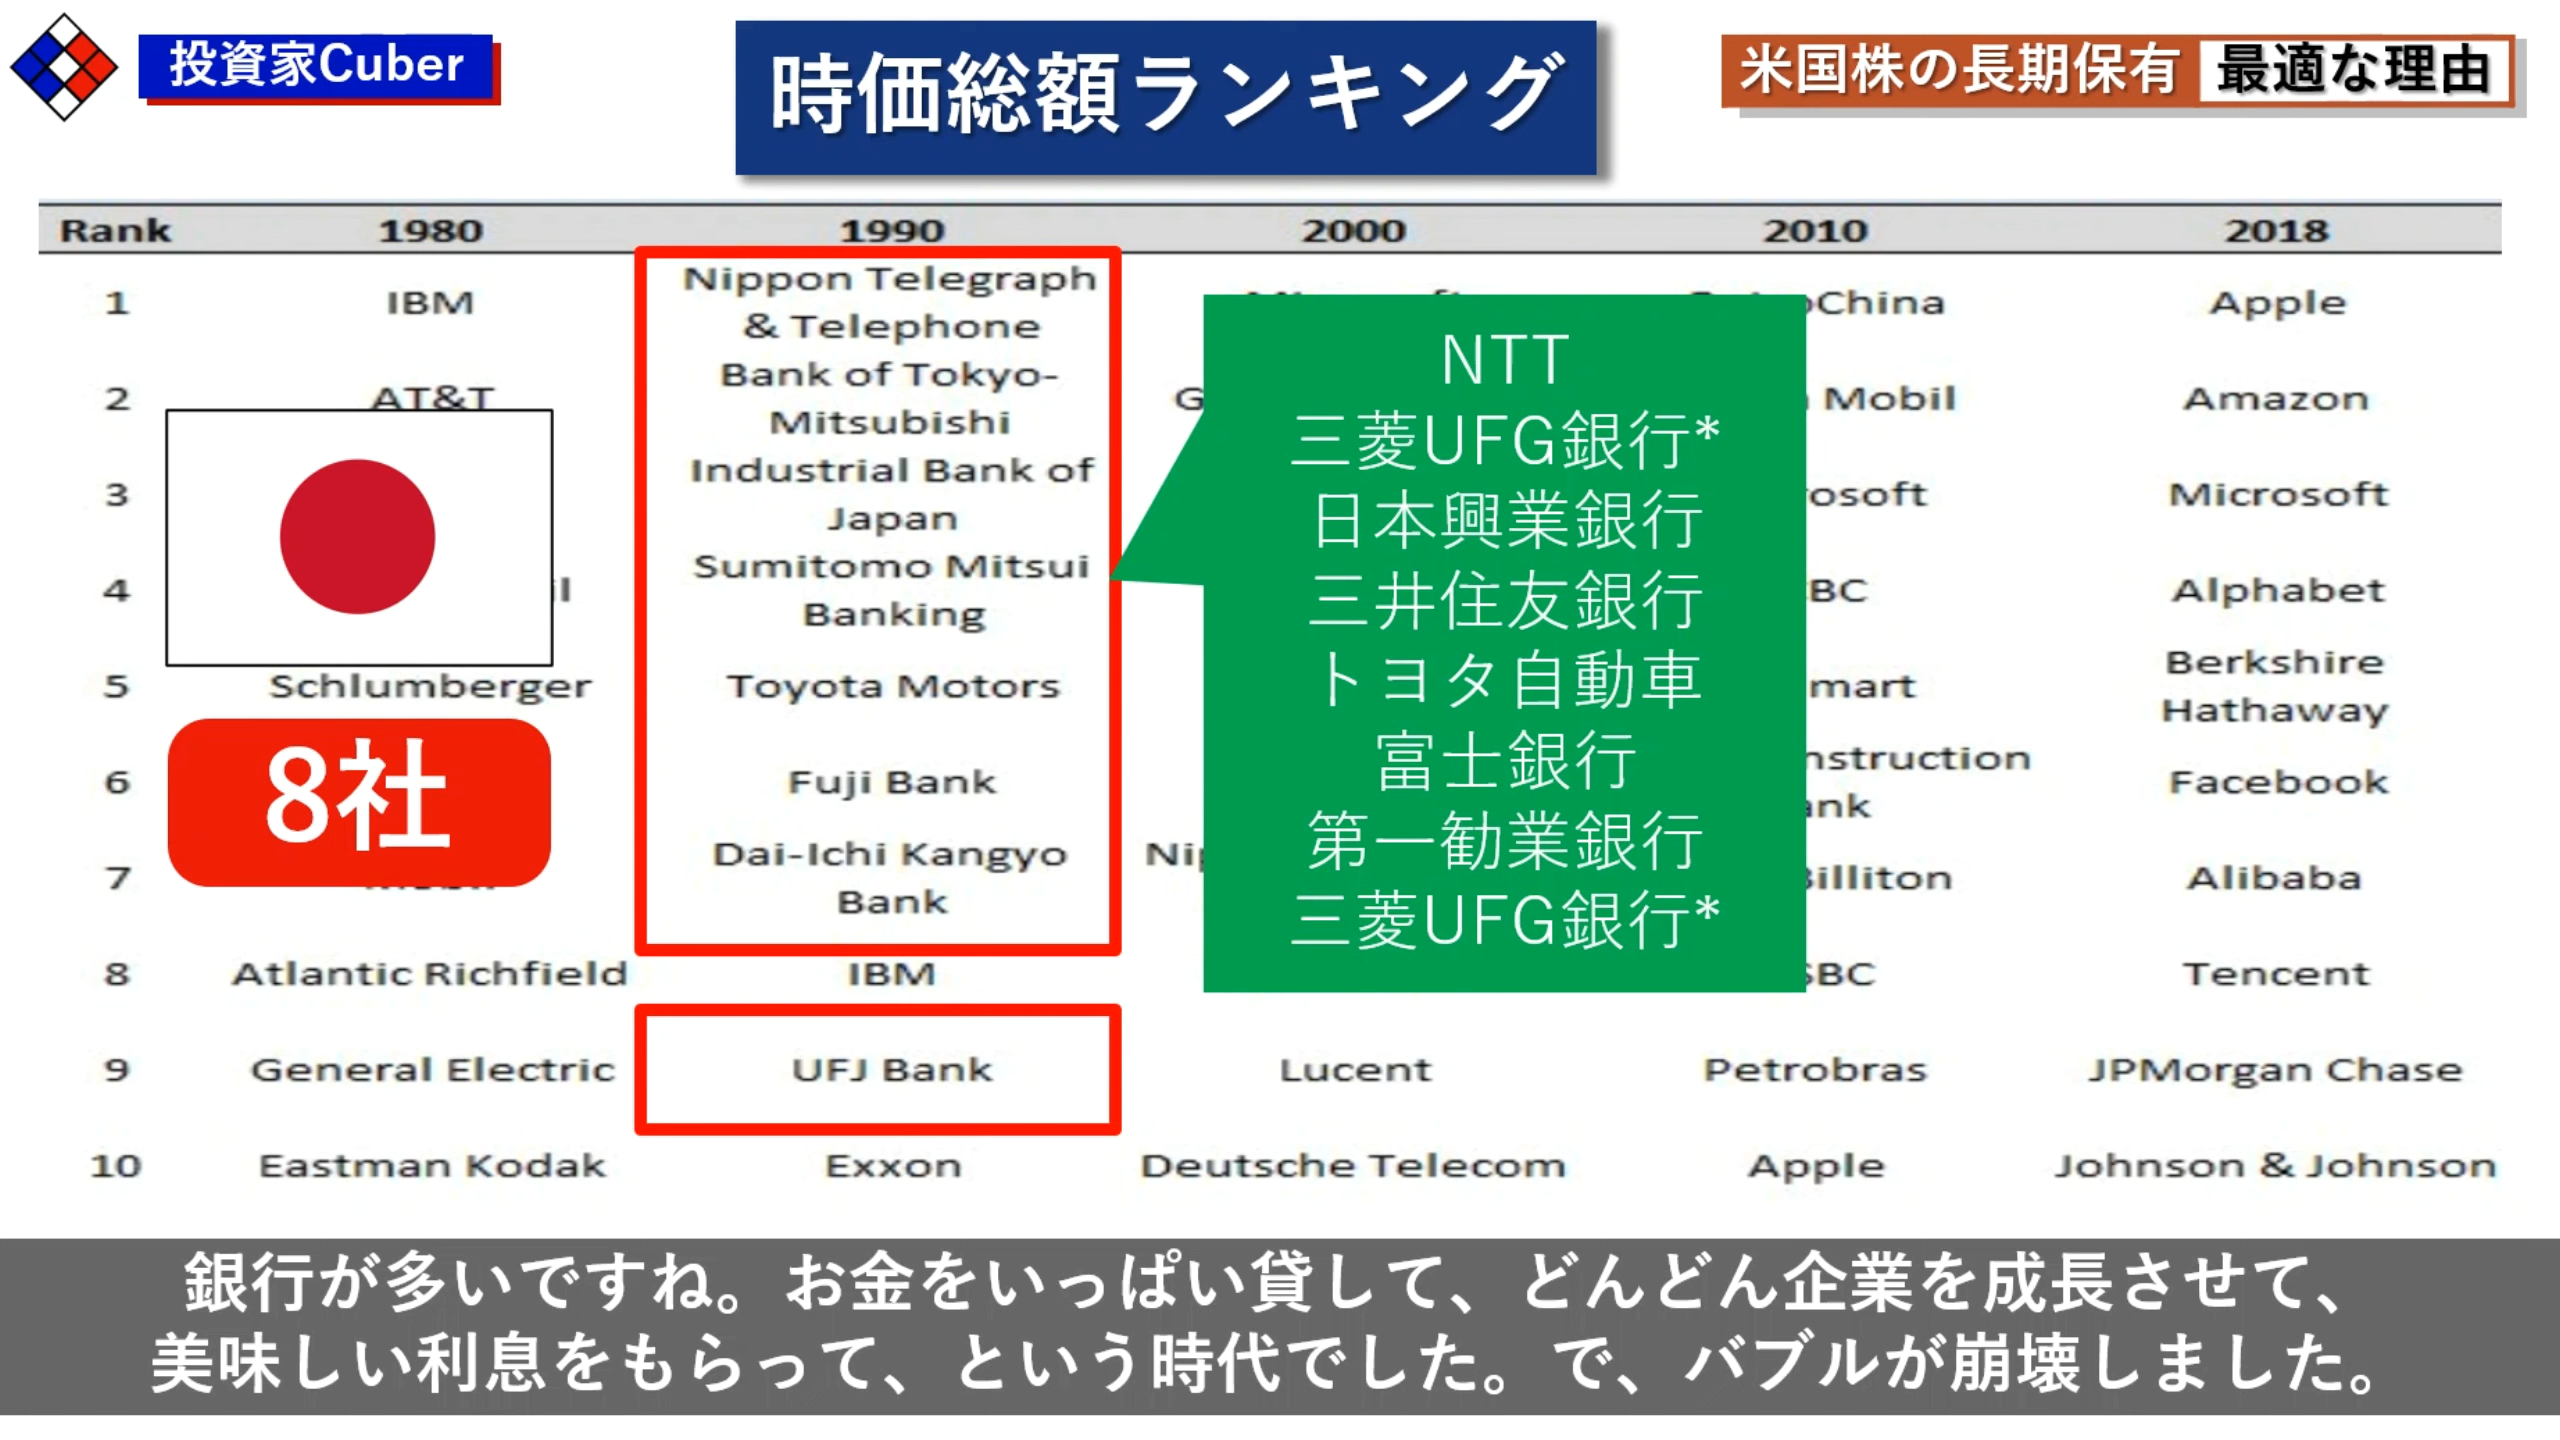 投資家Cuber
時価総額ランキング
米国株の長期保有 最適な理由
Rank 1980 1990 2000 2010 2018
1 IBM Nippon Telegraph & Telephone Apple
2 AT&T Bank of Tokyo-Mitsubishi Mobil Amazon
3 Industrial Bank of Japan Microsoft
4 Sumitomo Mitsui Banking Alphabet
5 Schlumberger Toyota Motors Berkshire Hathaway
6 Fuji Bank Facebook
7 Dai-Ichi Kangyo Bank Alibaba
8 Atlantic Richfield IBM Tencent
9 General Electric UFJ Bank Lucent Petrobras JPMorgan Chase
10 Eastman Kodak Exxon Deutsche Telecom Apple Johnson & Johnson
8社
NTT
三菱UFG銀行*
日本興業銀行
三井住友銀行
トヨタ自動車
富士銀行
第一勧業銀行
三菱UFG銀行*
銀行が多いですね。お金をいっぱい貸して、どんどん企業を成長させて、
美味しい利息をもらって、という時代でした。で、バブルが崩壊しました。